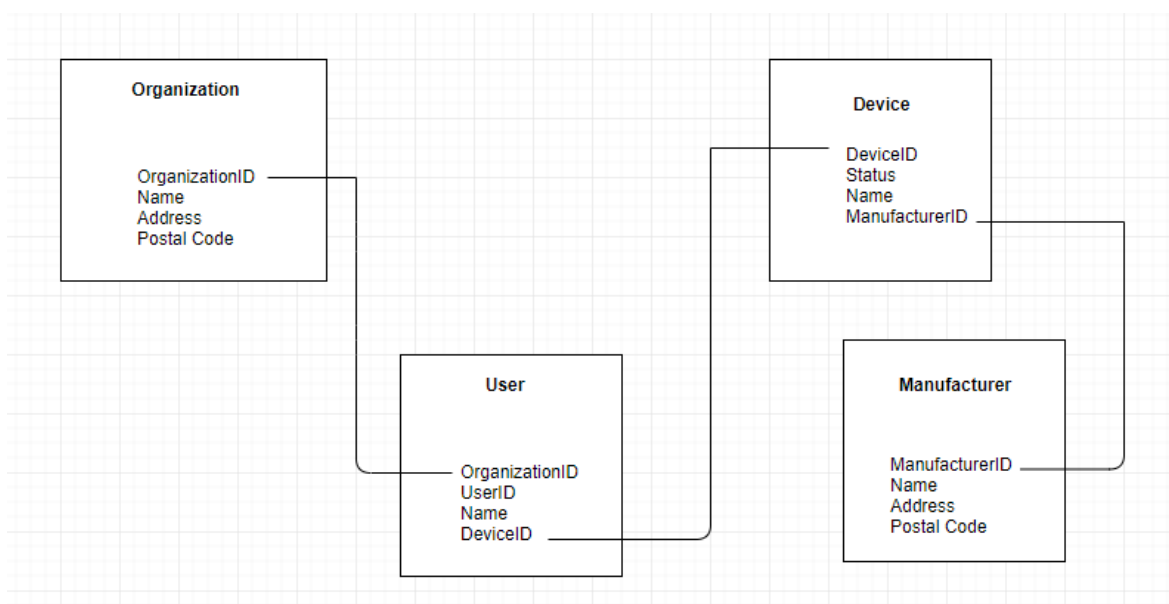 Organization
OrganizationID
Name
Address
Postal Code
Device
DeviceID
Status
Name
ManufacturerID
User
OrganizationID
UserID
Name
DeviceID
Manufacturer
ManufacturerID
Name
Address
Postal Code